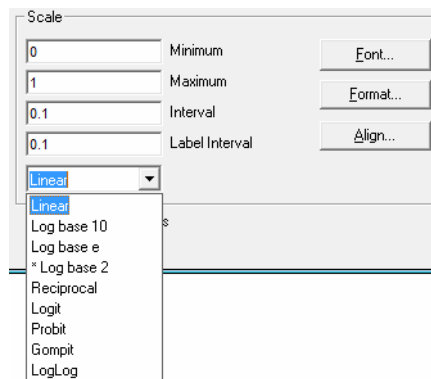 Scale
0 Minimum Font...
1 Maximum
Format...
0.1 Interval
0.1 Label Interval Align...
Linear
Linear
Log base 10
Log base e
* Log base 2
Reciprocal
Logit
Probit
Gompit
LogLog